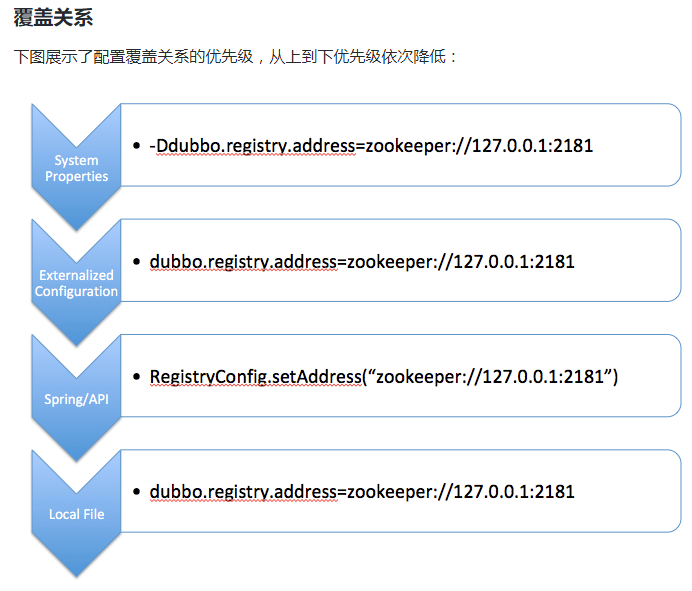 覆盖关系
下图展示了配置覆盖关系的优先级，从上到下优先级依次降低：
System
Properties
• -Ddubbo.registry.address=zookeeper://127.0.0.1:2181
Externalized
Configuration
• dubbo.registry.address=zookeeper://127.0.0.1:2181
Spring/API
• RegistryConfig.setAddress(“zookeeper://127.0.0.1:2181”)
Local File
• dubbo.registry.address=zookeeper://127.0.0.1:2181